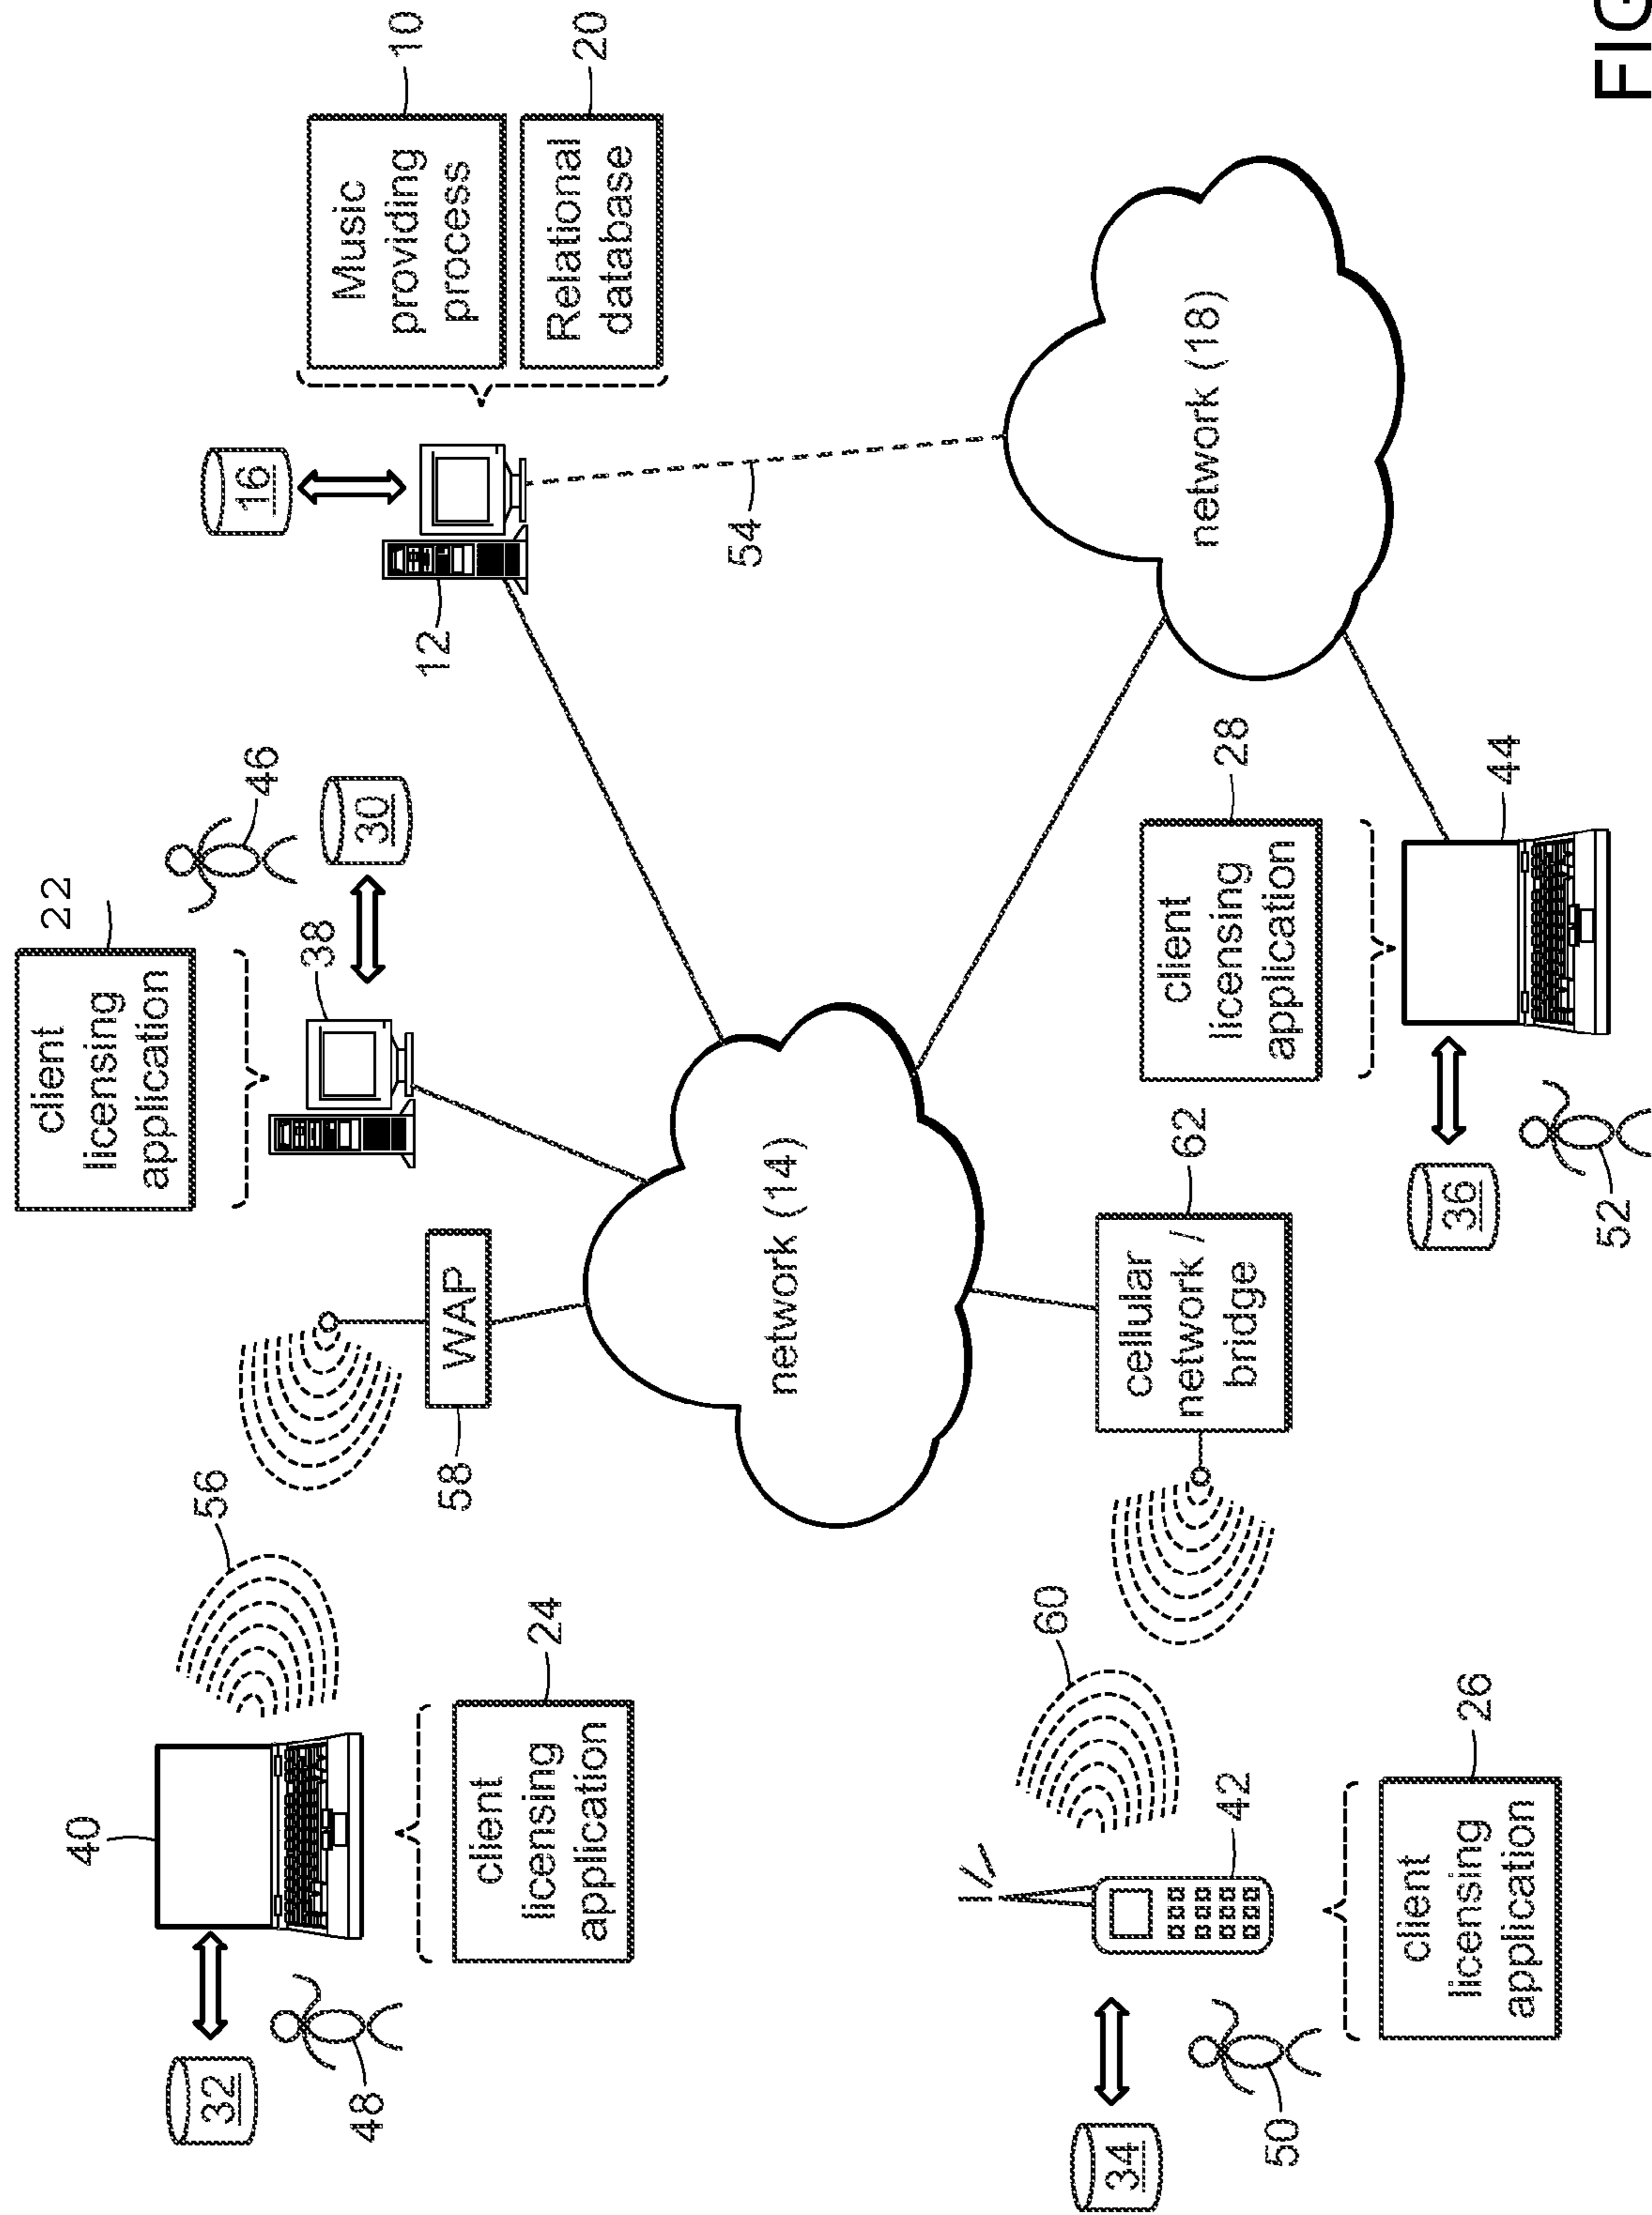 40
32
48
56
client
licensing
application
24
58
WAP
client
licensing
application
22
38
30
46
16
12
Music
providing
process
10
Relational
database
20
54
network (14)
34
50
60
42
client
licensing
application
26
cellular
network /
bridge
62
client
licensing
application
28
36
52
44
network (18)
FIG